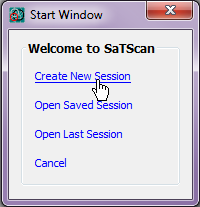 Start Window
Welcome to SaTScan
Create New Session
Open Saved Session
Open Last Session
Cancel